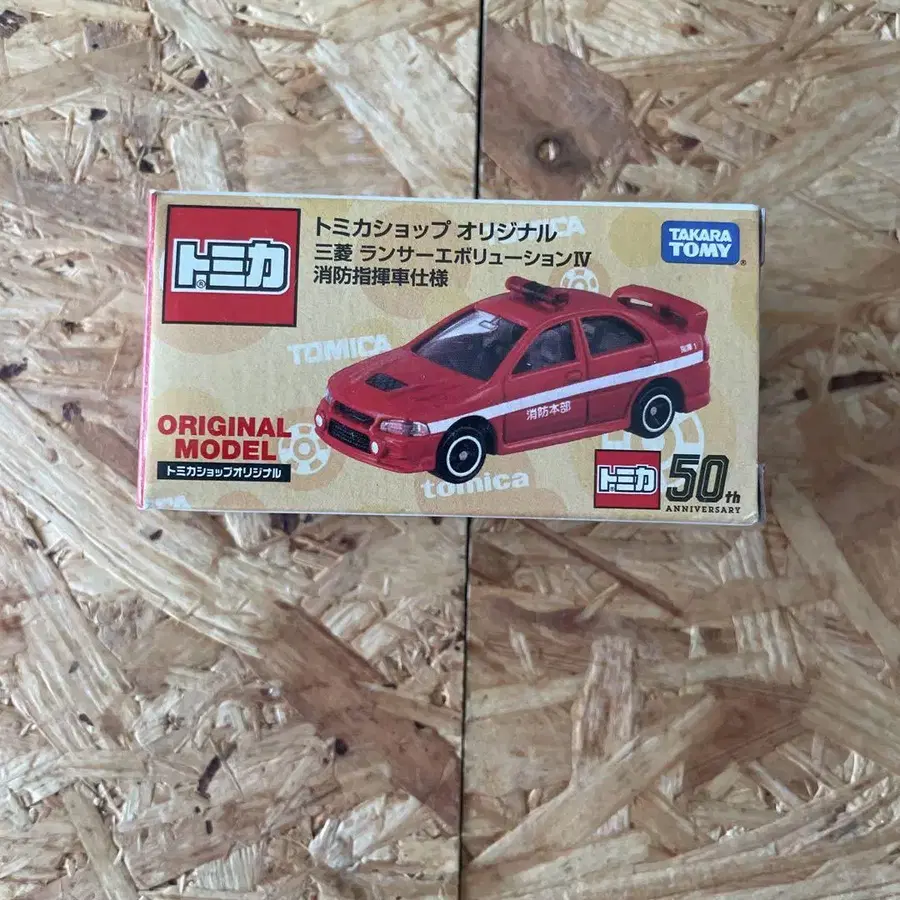 トミカ
®
トミカショップ オリジナル
三菱 ランサーエボリューションⅣ
消防指揮車仕様
TOMICA
TAKARA
TOMY
®
TOMICA
ORIGINAL
MODEL
トミカショップオリジナル
指揮 1
消防本部
tomica
トミカ
50th
ANNIVERSARY